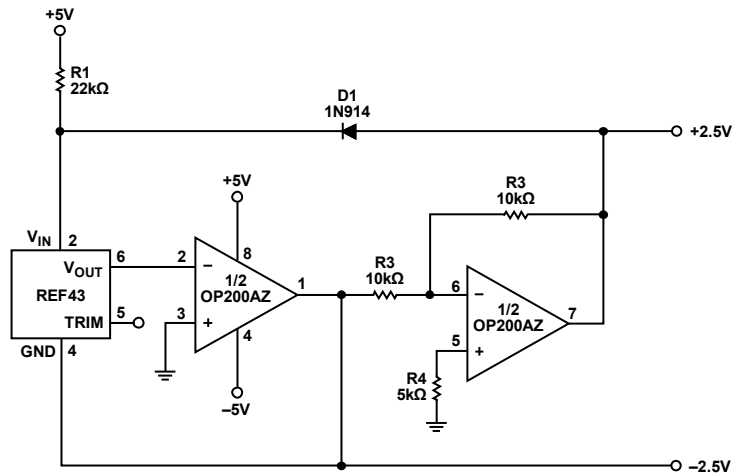 +5V
R1
22kΩ
D1
1N914
+2.5V
+5V
R3
10kΩ
VIN 2
6
VOUT
REF43
5
TRIM
GND 4
2
−
8
1/2
OP200AZ
1
3
+
4
−5V
R3
10kΩ
6
−
1/2
OP200AZ
7
5
+
R4
5kΩ
−2.5V